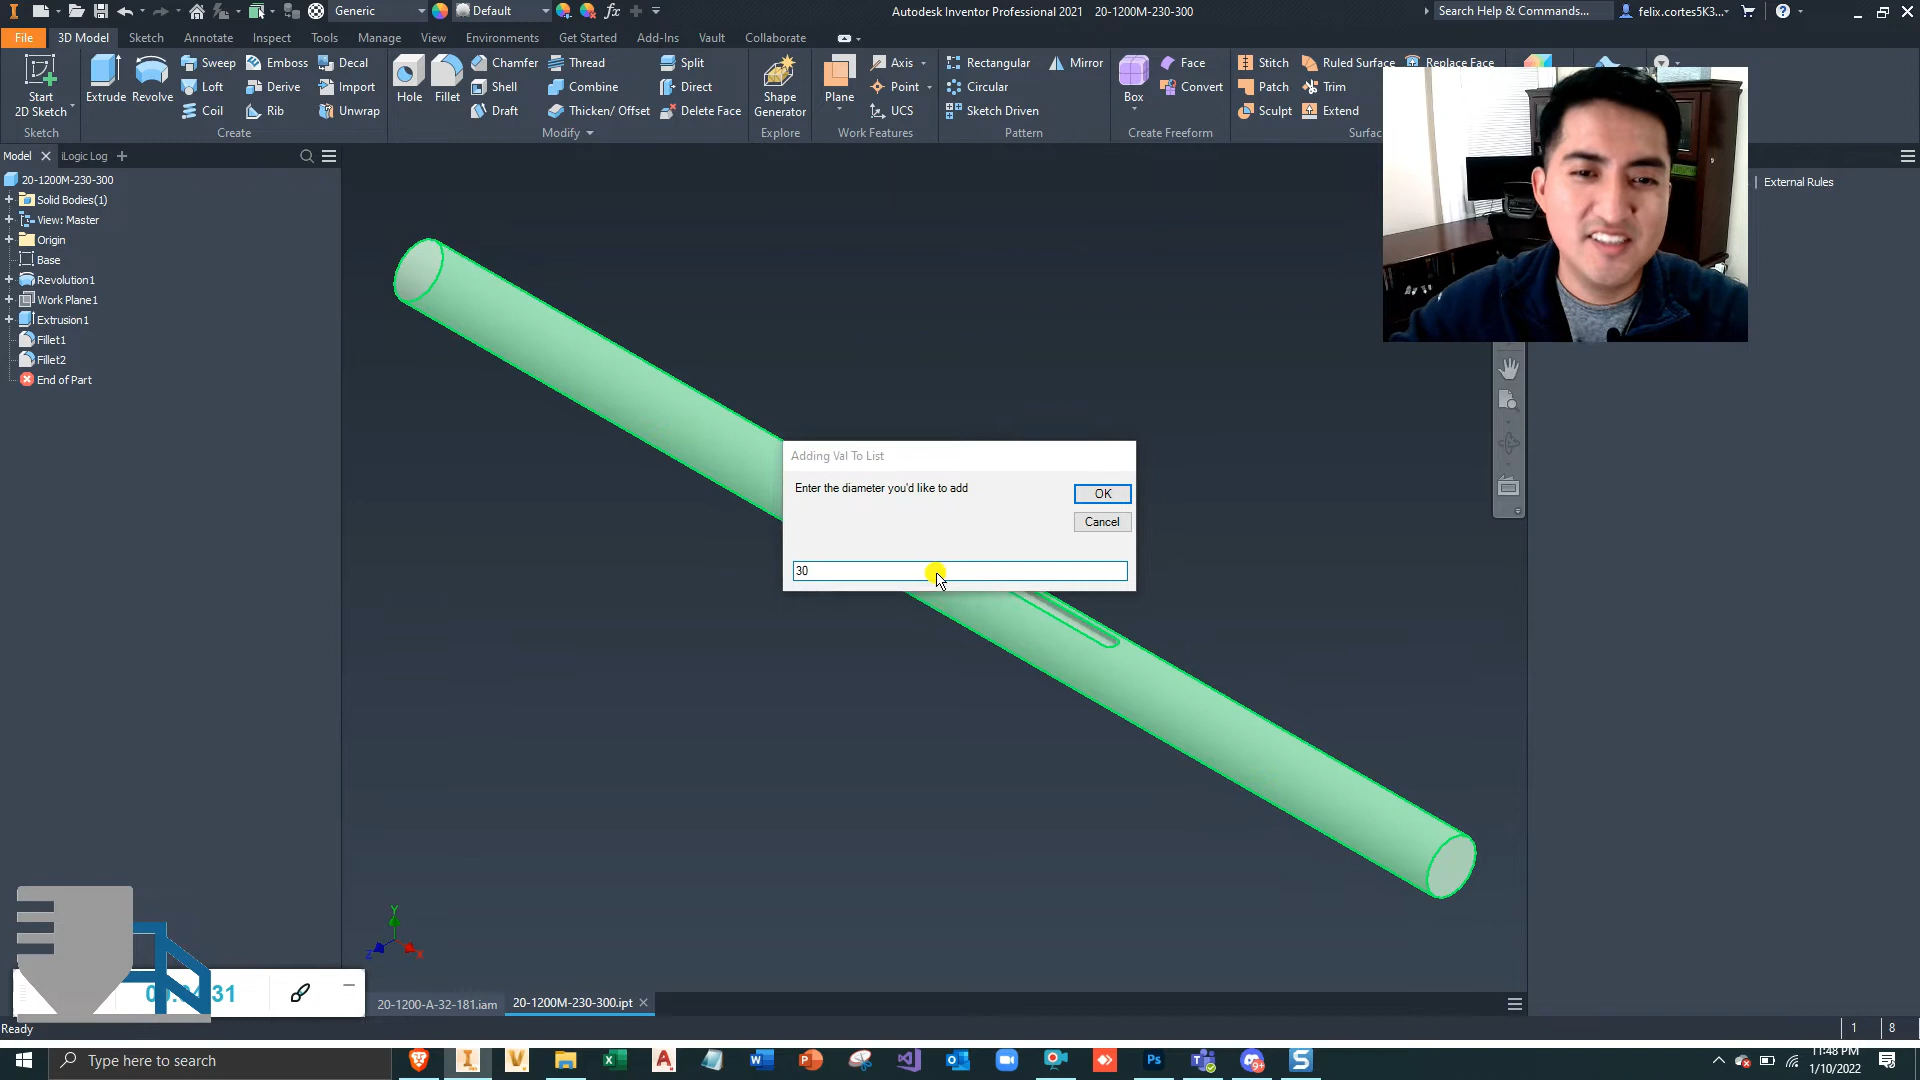 Generic
Default
Autodesk Inventor Professional 2021 20-1200M-230-300
Search Help & Commands...
felix.cortes5K3...
File 3D Model Sketch Annotate Inspect Tools Manage View Environments Get Started Add-Ins Vault Collaborate
Start
2D Sketch
Extrude
Revolve
Sweep
Emboss
Decal
Loft
Derive
Import
Coil
Rib
Unwrap
Hole
Fillet
Chamfer
Thread
Split
Shell
Combine
Direct
Draft
Thicken/ Offset
Delete Face
Shape
Generator
Plane
Axis
Point
UCS
Rectangular
Mirror
Circular
Sketch Driven
Box
Face
Convert
Stitch
Ruled Surface
Replace Face
Patch
Trim
Sculpt
Extend
Sketch
Create
Modify
Explore
Work Features
Pattern
Create Freeform
Model
iLogic Log
20-1200M-230-300
Solid Bodies(1)
View: Master
Origin
Base
Revolution1
Work Plane1
Extrusion1
Fillet1
Fillet2
End of Part
External Rules
Adding Val To List
Enter the diameter you'd like to add
OK
Cancel
30
Y
Z
X
20-1200-A-32-181.iam
20-1200M-230-300.ipt
Ready
1 8
Type here to search
11:48 PM
1/10/2022